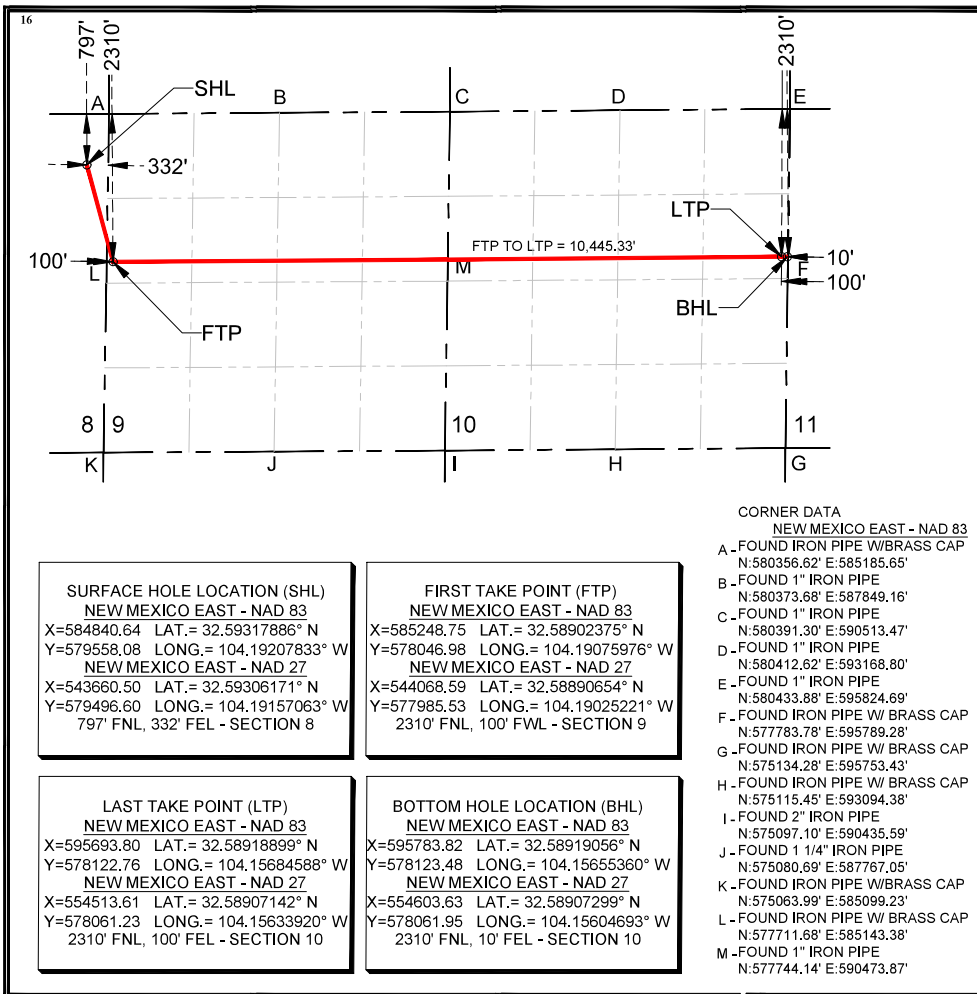 16
797'
2310'
2310'
A
SHL
B
C
D
E
332'
LTP
FTP TO LTP = 10,445.33'
100'
L
M
10'
F
100'
BHL
FTP
8 9
10
11
K
J
I
H
G
CORNER DATA
NEW MEXICO EAST - NAD 83
A - FOUND IRON PIPE W/BRASS CAP
N:580356.62' E:585185.65'
B - FOUND 1" IRON PIPE
N:580373.68' E:587849.16'
C - FOUND 1" IRON PIPE
N:580391.30' E:590513.47'
D - FOUND 1" IRON PIPE
N:580412.62' E:593168.80'
E - FOUND 1" IRON PIPE
N:580433.88' E:595824.69'
F - FOUND IRON PIPE W/ BRASS CAP
N:577783.78' E:595789.28'
G - FOUND IRON PIPE W/ BRASS CAP
N:575134.28' E:595753.43'
H - FOUND IRON PIPE W/ BRASS CAP
N:575115.45' E:593094.38'
I - FOUND 2" IRON PIPE
N:575097.10' E:590435.59'
J - FOUND 1 1/4" IRON PIPE
N:575080.69' E:587767.05'
K - FOUND IRON PIPE W/BRASS CAP
N:575063.99' E:585099.23'
L - FOUND IRON PIPE W/ BRASS CAP
N:577711.68' E:585143.38'
M - FOUND 1" IRON PIPE
N:577744.14' E:590473.87'
SURFACE HOLE LOCATION (SHL)
NEW MEXICO EAST - NAD 83
X=584840.64 LAT.= 32.59317886° N
Y=579558.08 LONG.= 104.19207833° W
NEW MEXICO EAST - NAD 27
X=543660.50 LAT.= 32.59306171° N
Y=579496.60 LONG.= 104.19157063° W
797' FNL, 332' FEL - SECTION 8
FIRST TAKE POINT (FTP)
NEW MEXICO EAST - NAD 83
X=585248.75 LAT.= 32.58902375° N
Y=578046.98 LONG.= 104.19075976° W
NEW MEXICO EAST - NAD 27
X=544068.59 LAT.= 32.58890654° N
Y=577985.53 LONG.= 104.19025221° W
2310' FNL, 100' FWL - SECTION 9
LAST TAKE POINT (LTP)
NEW MEXICO EAST - NAD 83
X=595693.80 LAT.= 32.58918899° N
Y=578122.76 LONG.= 104.15684588° W
NEW MEXICO EAST - NAD 27
X=554513.61 LAT.= 32.58907142° N
Y=578061.23 LONG.= 104.15633920° W
2310' FNL, 100' FEL - SECTION 10
BOTTOM HOLE LOCATION (BHL)
NEW MEXICO EAST - NAD 83
X=595783.82 LAT.= 32.58919056° N
Y=578123.48 LONG.= 104.15655360° W
NEW MEXICO EAST - NAD 27
X=554603.63 LAT.= 32.58907299° N
Y=578061.95 LONG.= 104.15604693° W
2310' FNL, 10' FEL - SECTION 10